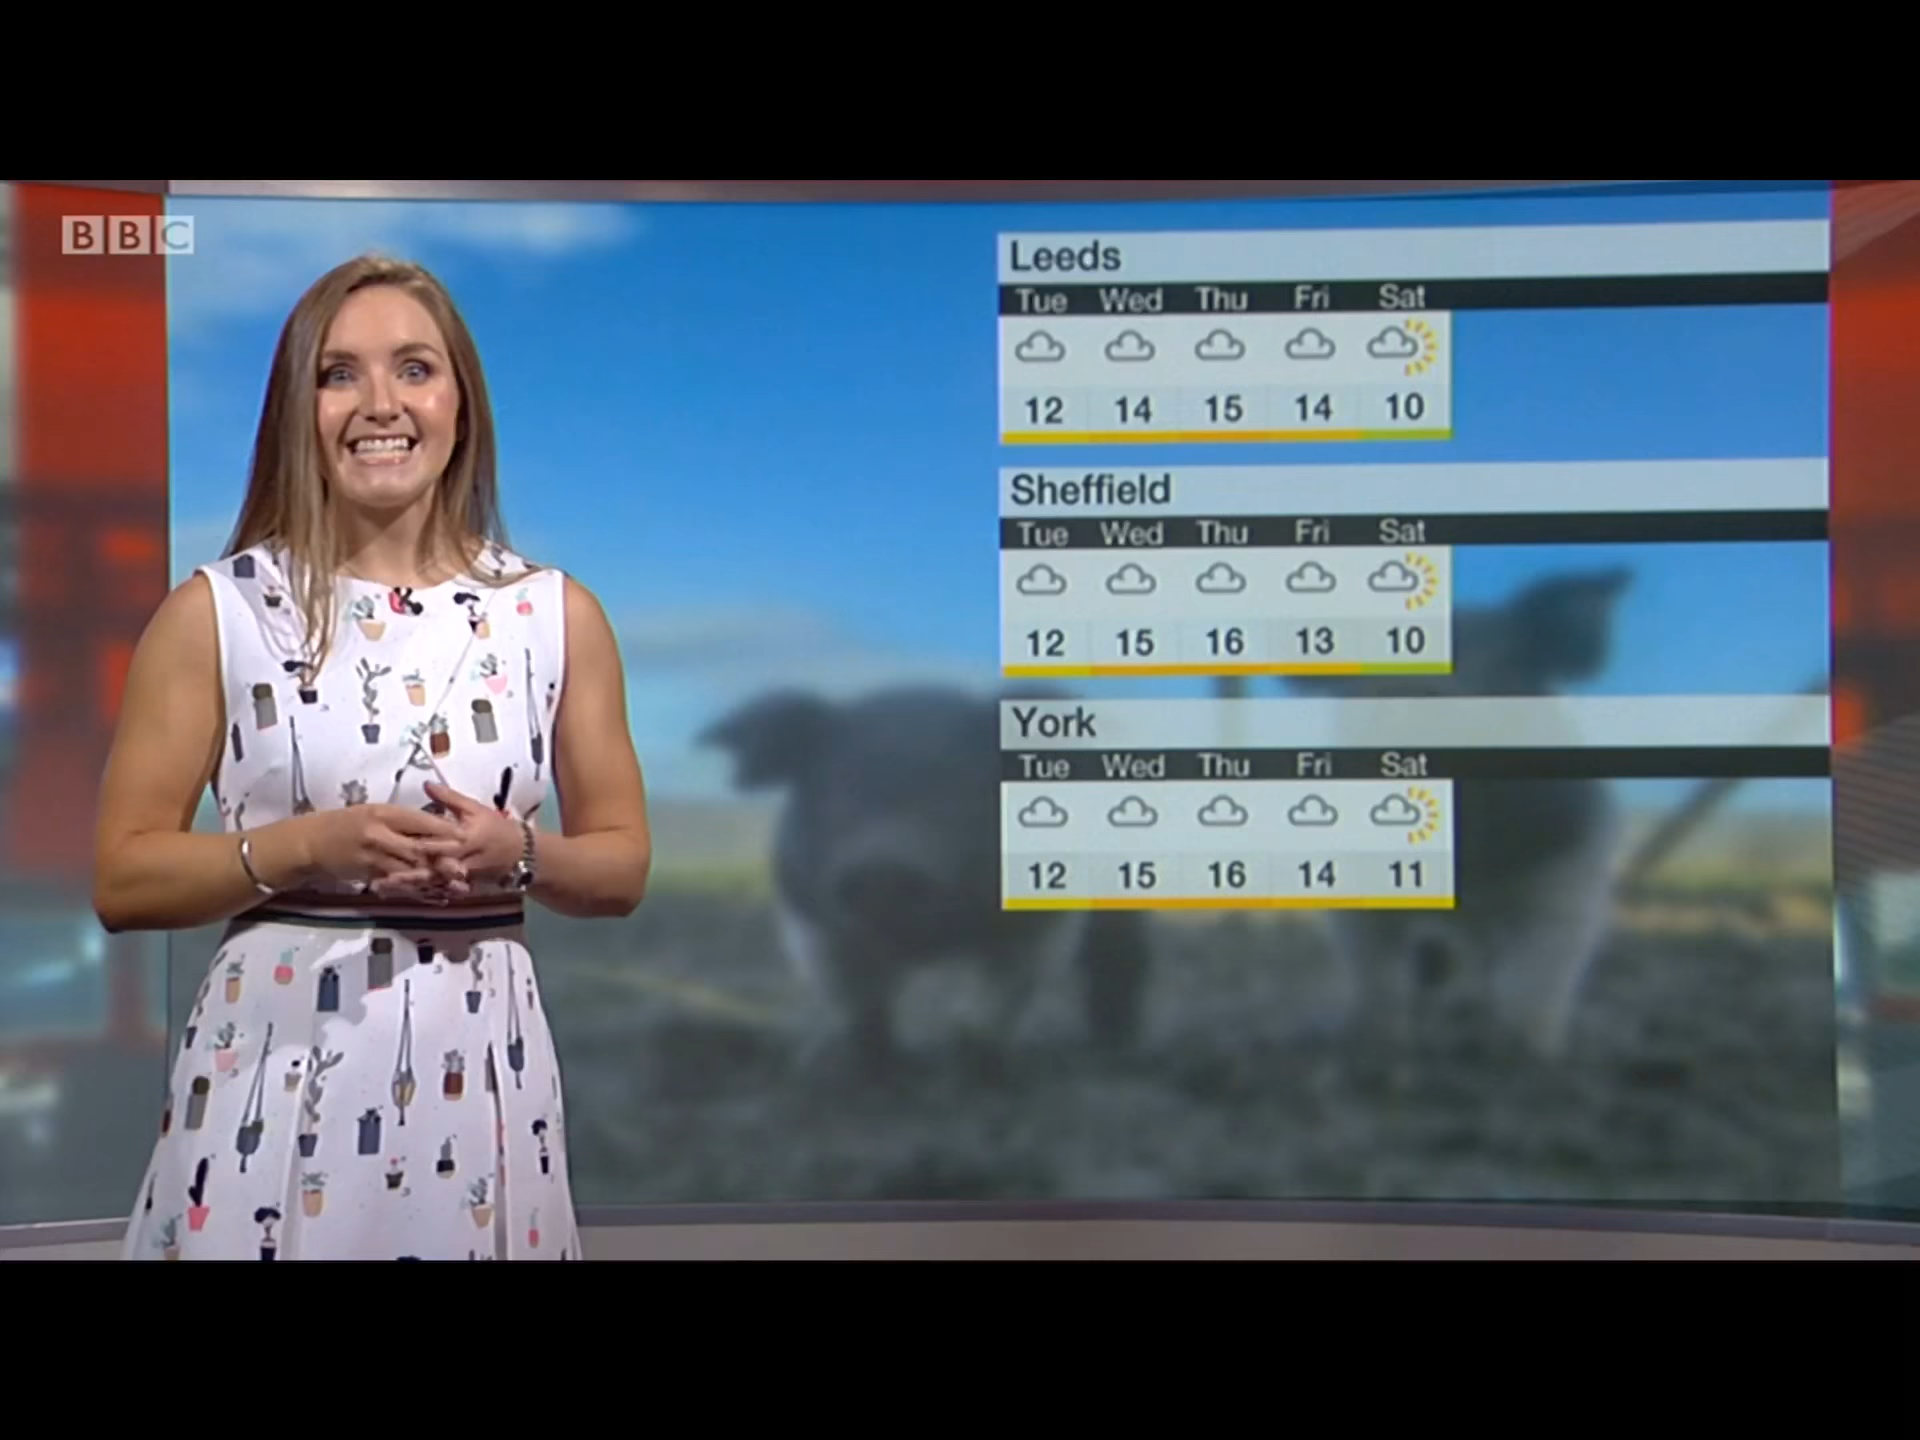 BBC
Leeds
Tue Wed Thu Fri Sat
12 14 15 14 10
Sheffield
Tue Wed Thu Fri Sat
12 15 16 13 10
York
Tue Wed Thu Fri Sat
12 15 16 14 11